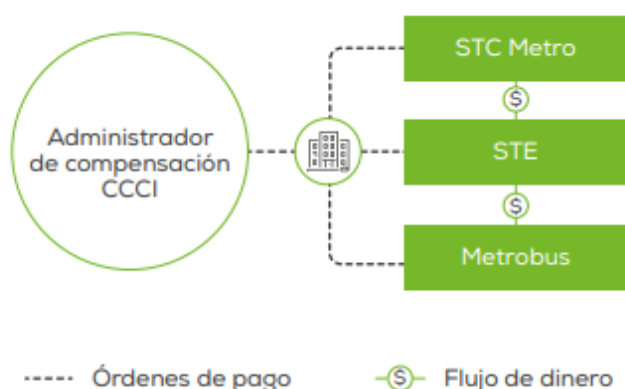 Administrador
de compensación
CCCI
STC Metro
$
STE
$
Metrobus
Órdenes de pago
$ Flujo de dinero